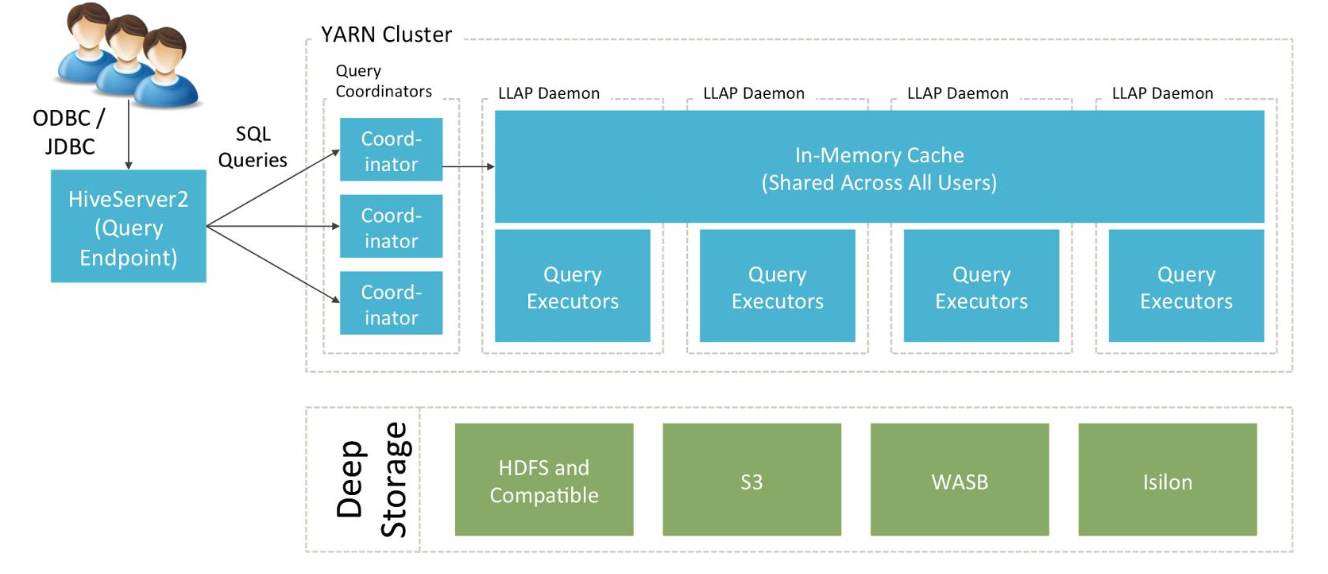 YARN Cluster
ODBC /
JDBC
SQL
Queries
HiveServer2
(Query
Endpoint)
Query
Coordinators
Coord-
inator
Coord-
inator
Coord-
inator
LLAP Daemon
LLAP Daemon
LLAP Daemon
LLAP Daemon
In-Memory Cache
(Shared Across All Users)
Query
Executors
Query
Executors
Query
Executors
Query
Executors
Deep
Storage
HDFS and
Compatible
S3
WASB
Isilon